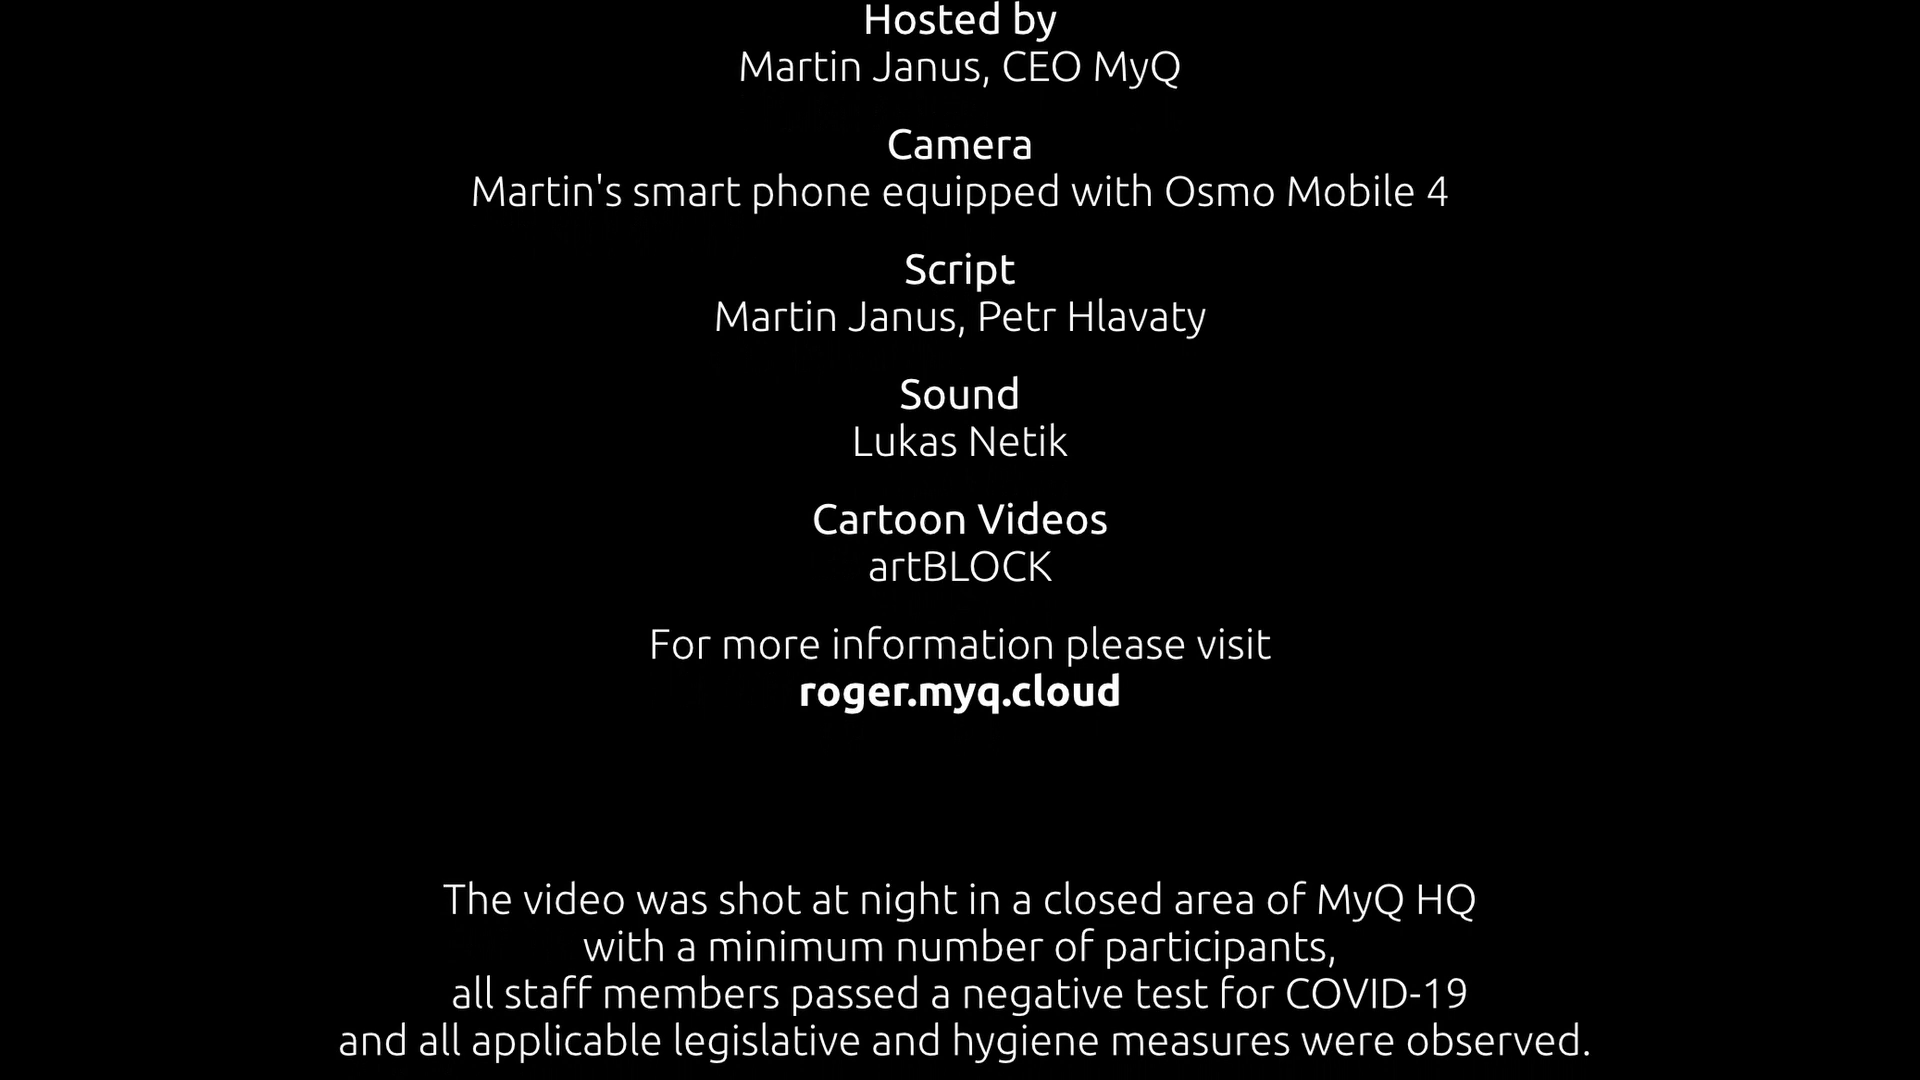 Hosted by
Martin Janus, CEO MyQ
Camera
Martin's smart phone equipped with Osmo Mobile 4
Script
Martin Janus, Petr Hlavaty
Sound
Lukas Netik
Cartoon Videos
artBLOCK
For more information please visit
roger.myq.cloud
The video was shot at night in a closed area of MyQ HQ
with a minimum number of participants,
all staff members passed a negative test for COVID-19
and all applicable legislative and hygiene measures were observed.